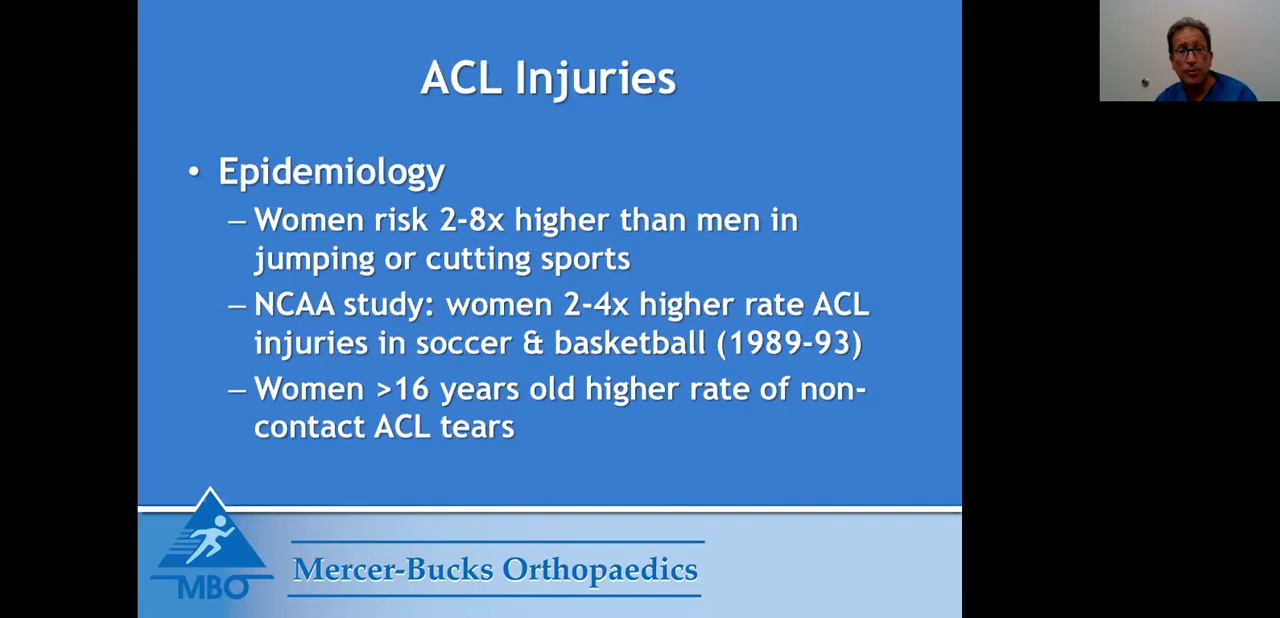 ACL Injuries
• Epidemiology
– Women risk 2-8x higher than men in
jumping or cutting sports
– NCAA study: women 2-4x higher rate ACL
injuries in soccer & basketball (1989-93)
– Women >16 years old higher rate of non-
contact ACL tears
MBO
Mercer-Bucks Orthopaedics